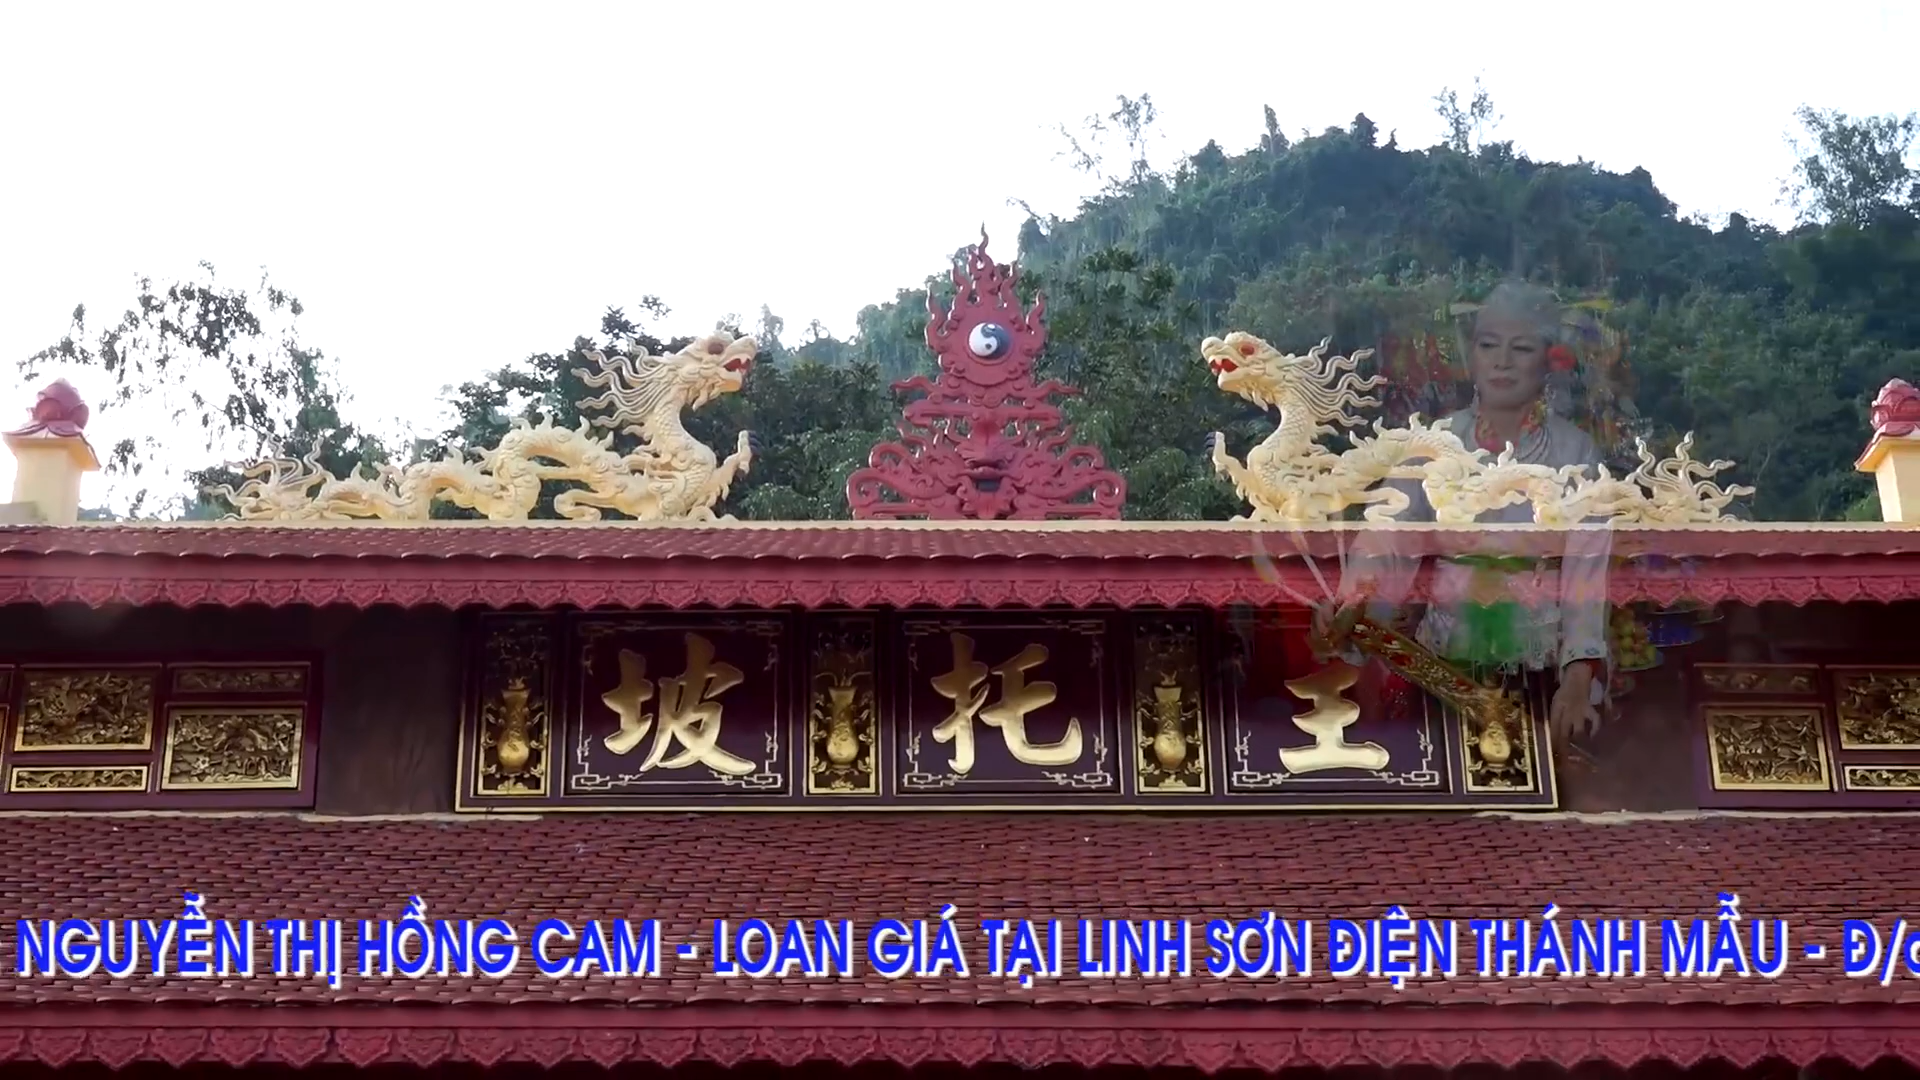 坡托王
NGUYỄN THỊ HỒNG CAM - LOAN GIÁ TẠI LINH SƠN ĐIỆN THÁNH MẪU - Đ/c